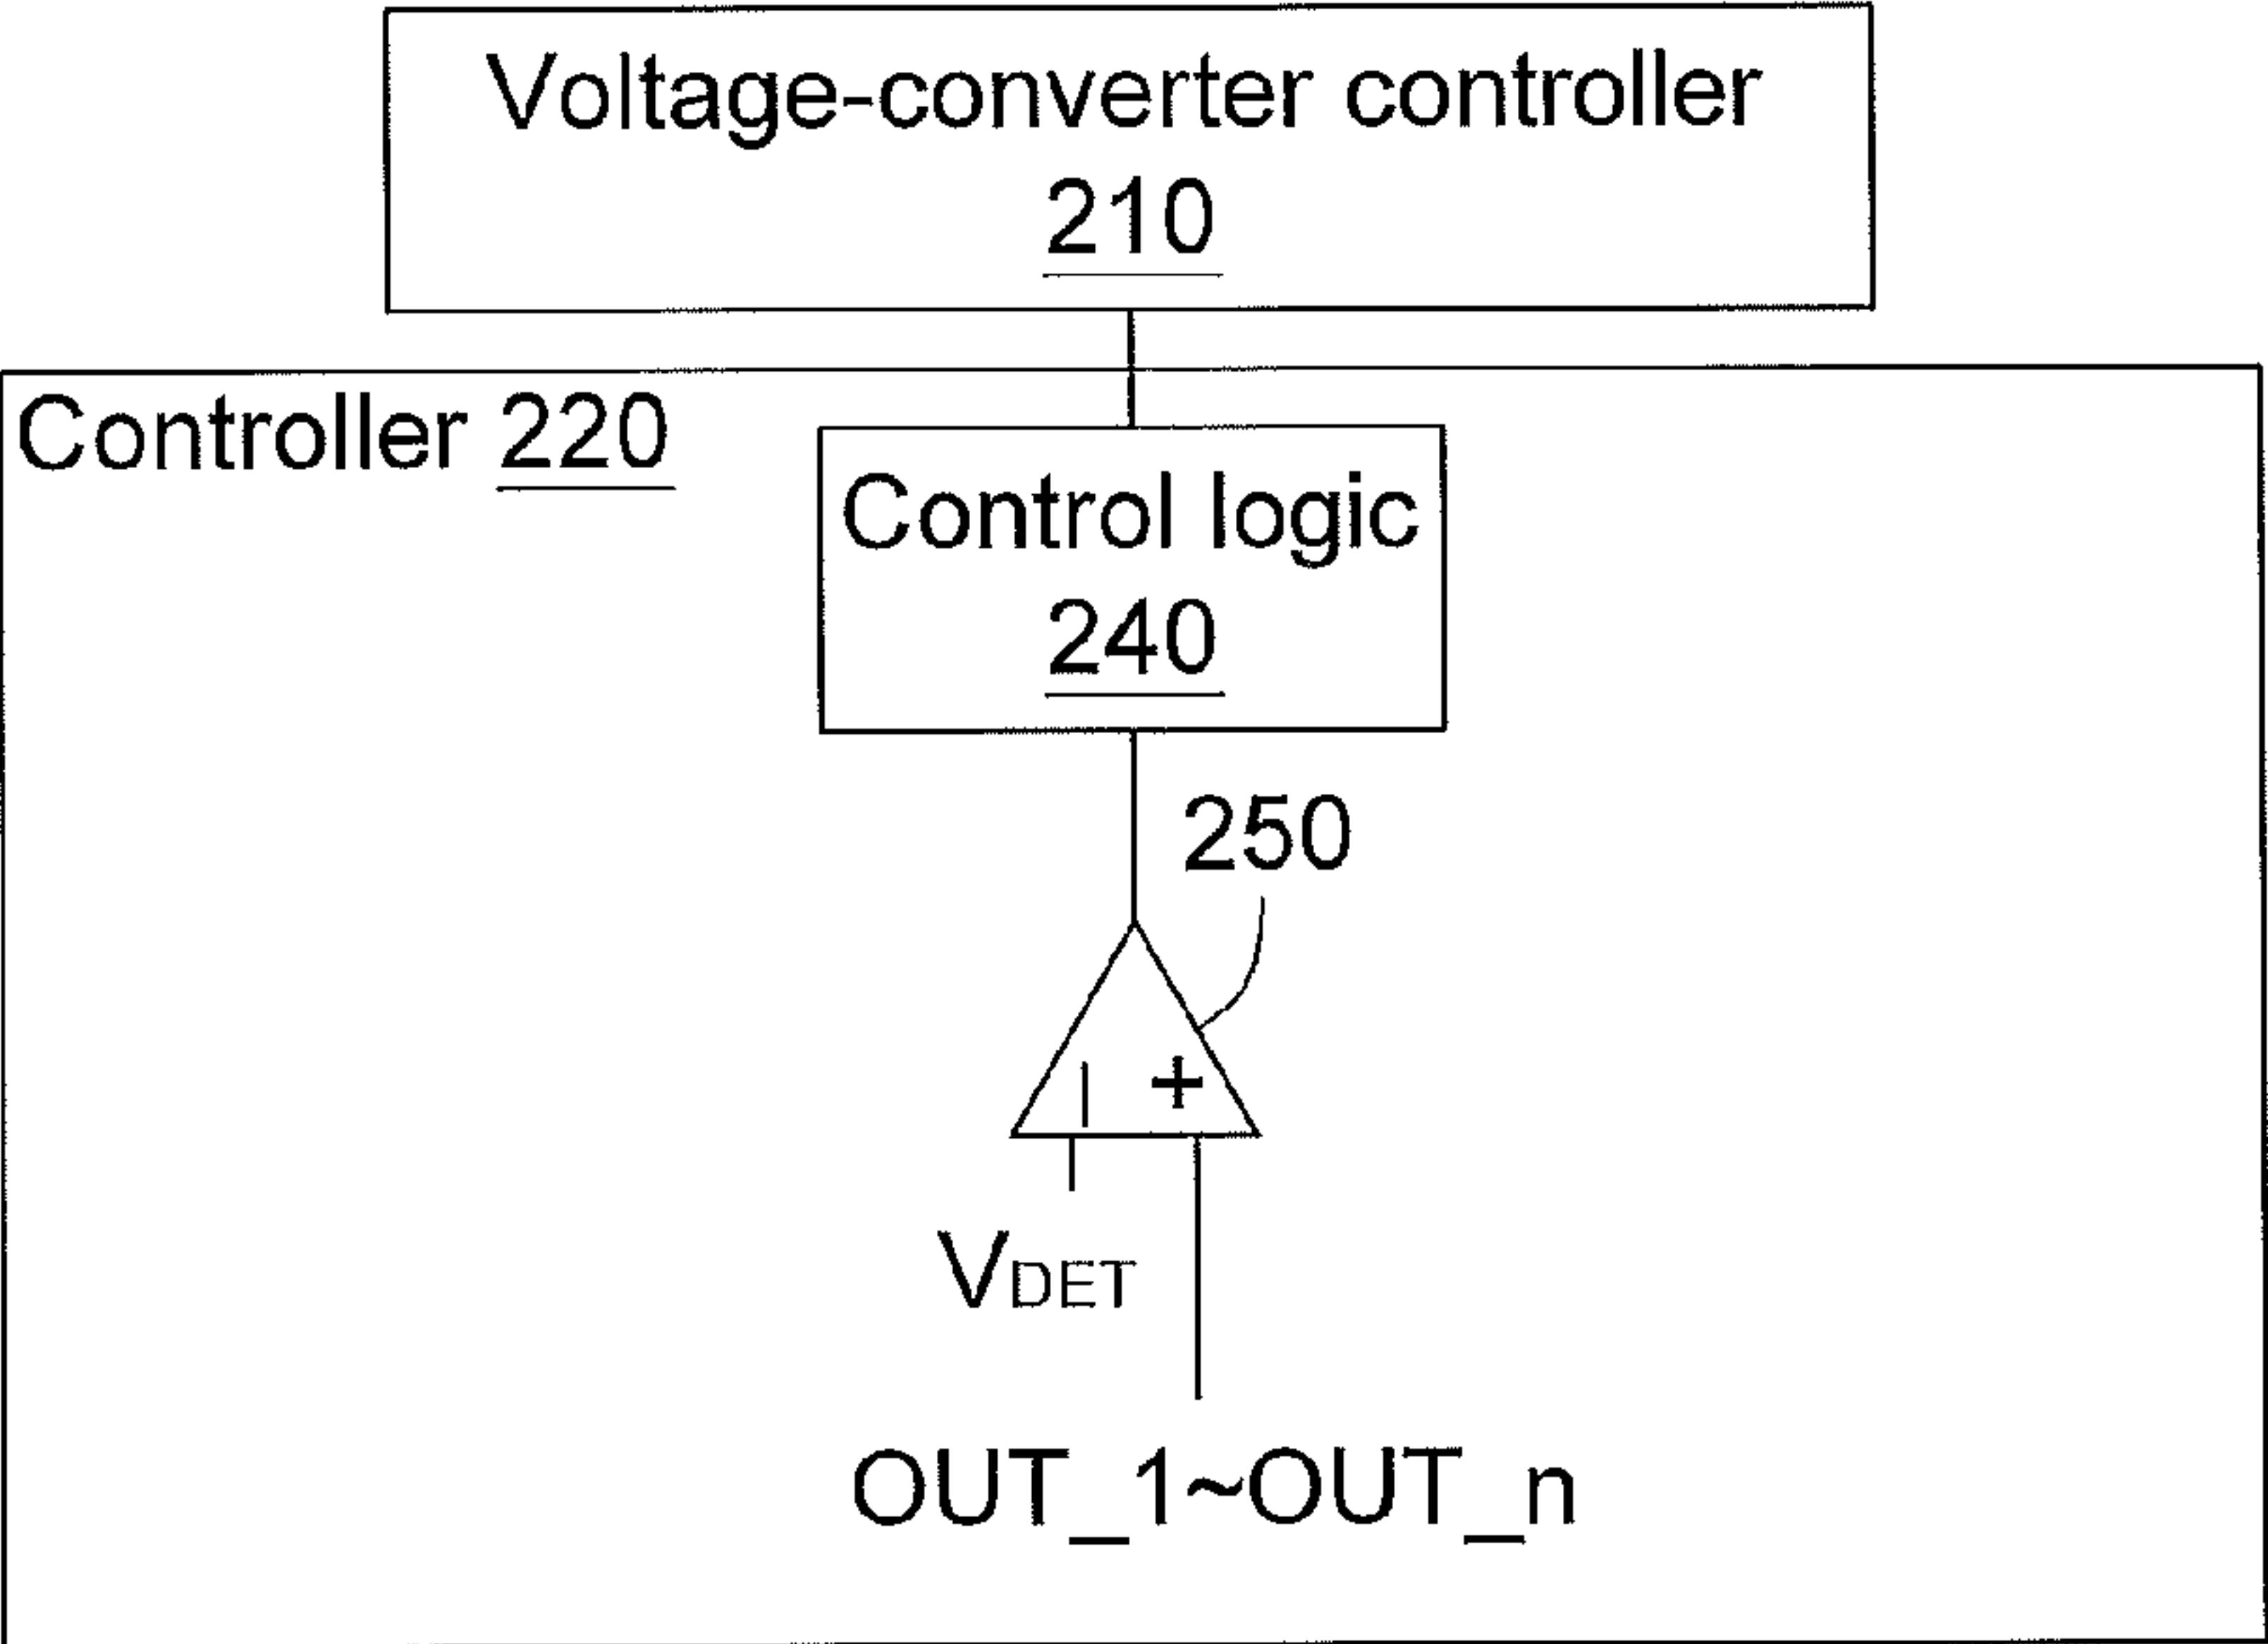 Voltage-converter controller
210
Controller 220
Control logic
240
250
− +
VDET
OUT_1~OUT_n